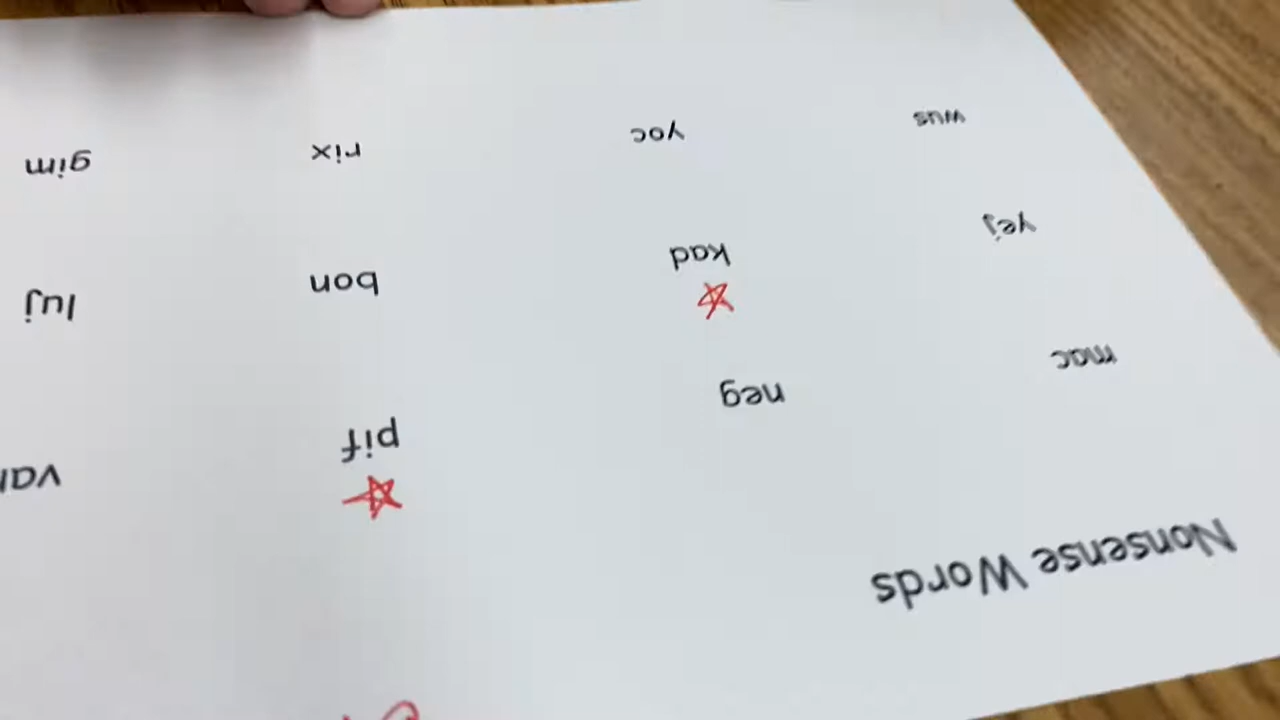 Nonsense Words
mac neg pif
yej kad bon luj
wus yoc rix gim